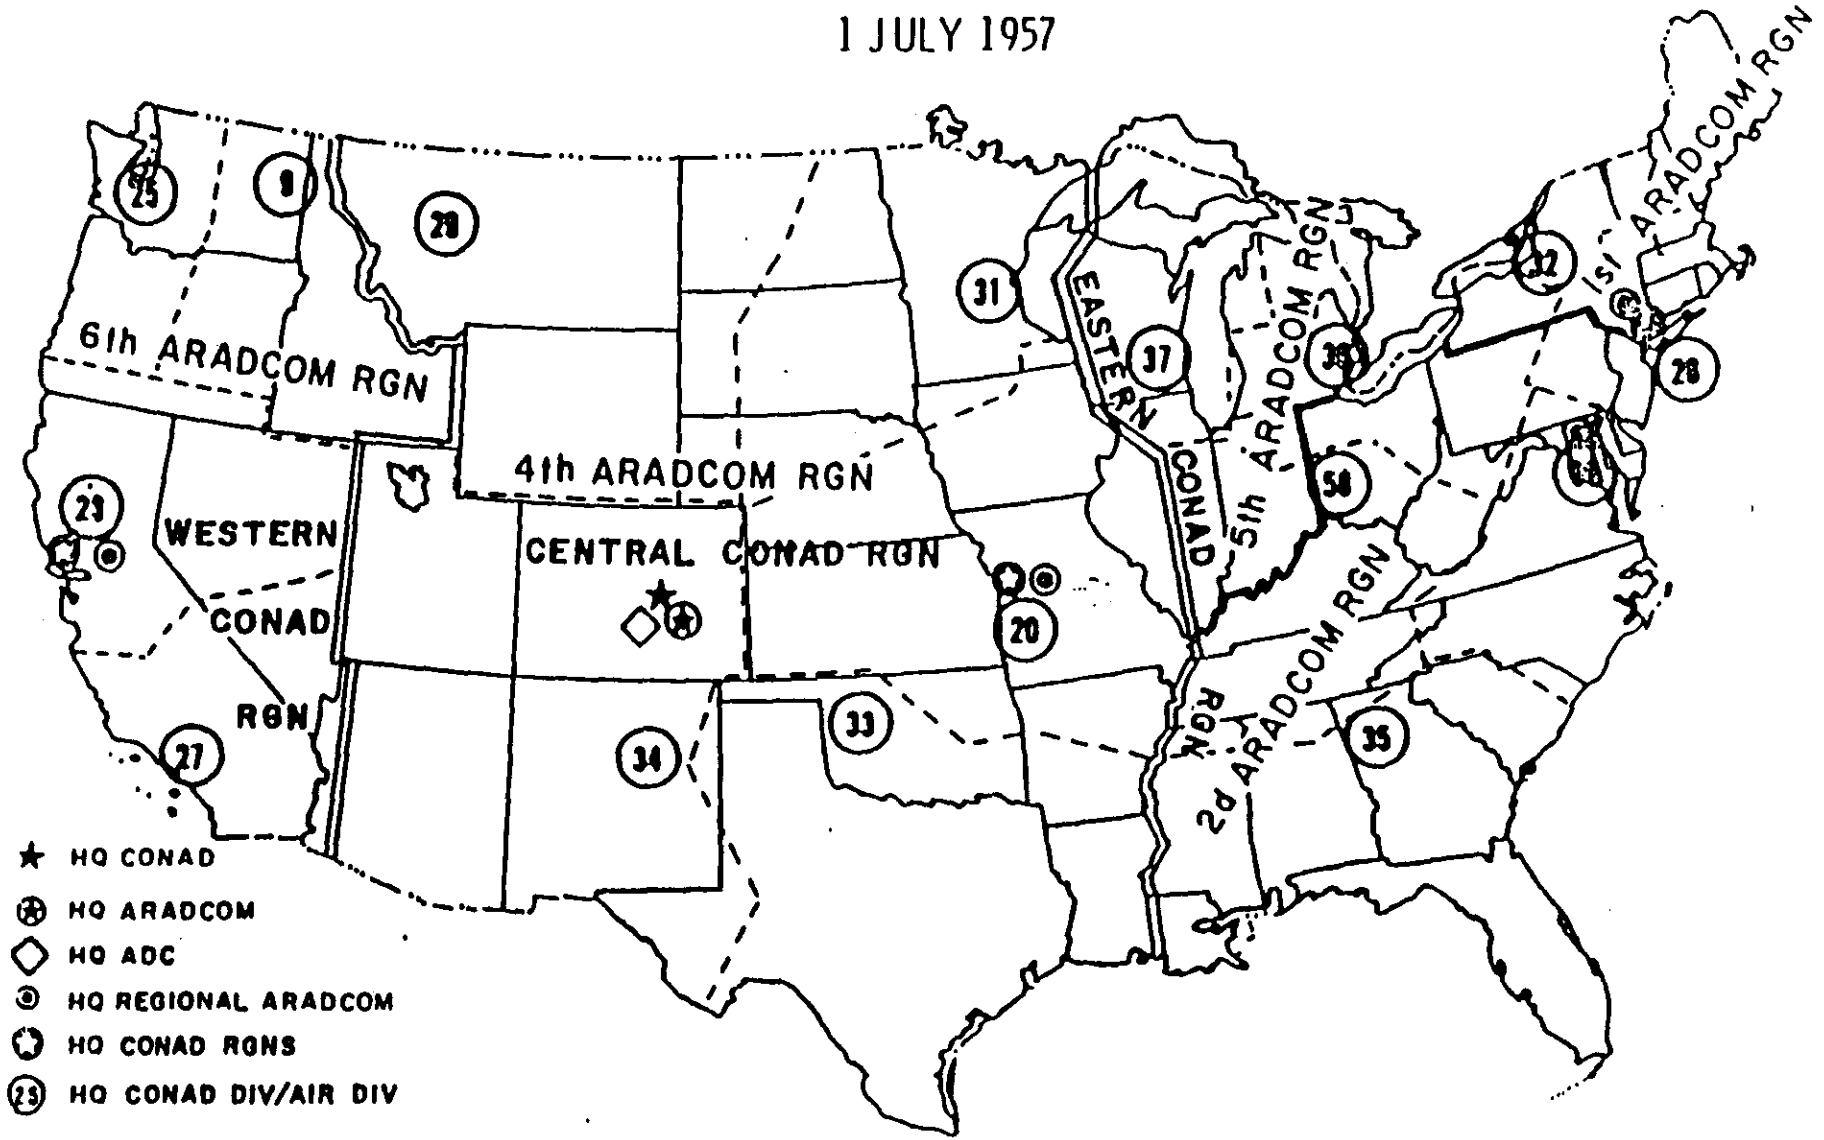 1 JULY 1957
25
9
29
31
37
32
28
23
20
27
34
33
35
58
6th ARADCOM RGN
4th ARADCOM RGN
5th ARADCOM RGN
1st ARADCOM RGN
2d ARADCOM RGN
WESTERN
CONAD
RGN
CENTRAL CONAD RGN
EASTERN
CONAD
RGN
HQ CONAD
HQ ARADCOM
HQ ADC
HQ REGIONAL ARADCOM
HQ CONAD RGNS
25 HQ CONAD DIV/AIR DIV